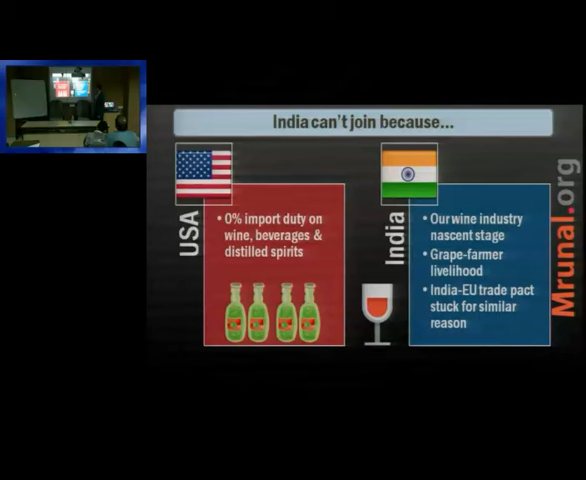 India can't join because...
USA
• 0% import duty on
wine, beverages &
distilled spirits
India
• Our wine industry
nascent stage
• Grape-farmer
livelihood
• India-EU trade pact
stuck for similar
reason
Mrunal.org